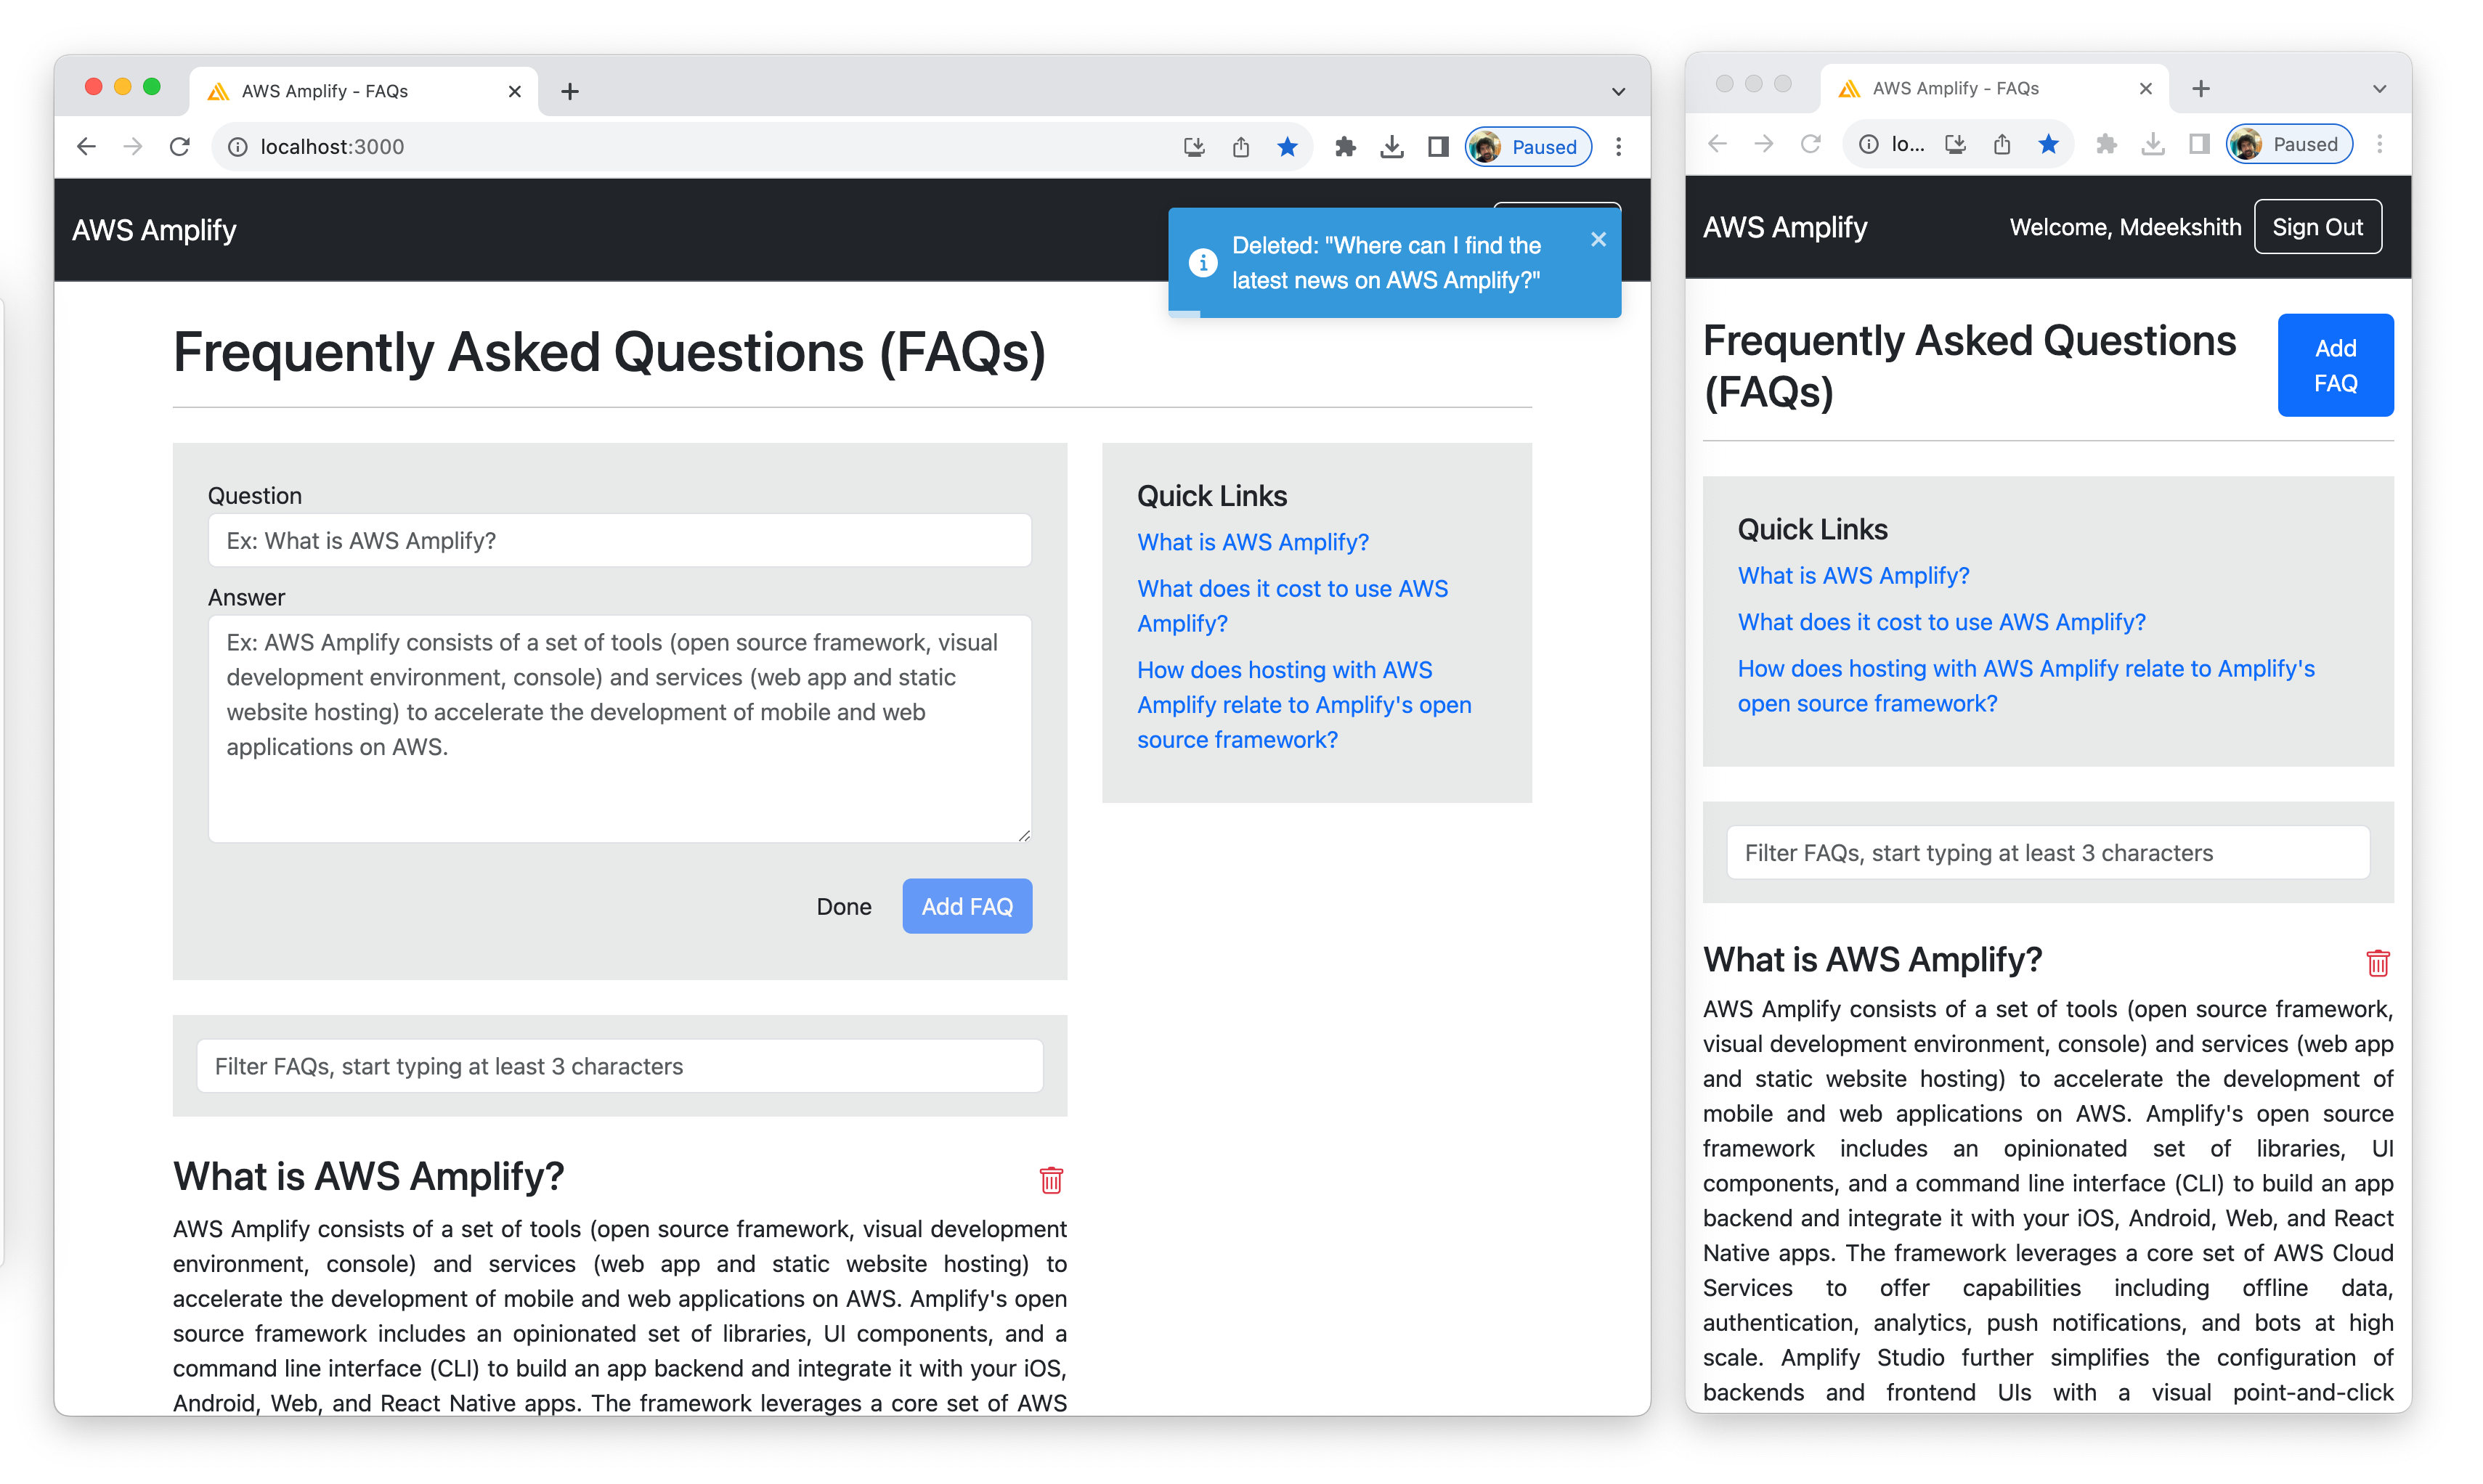 AWS Amplify - FAQs
localhost:3000
Paused
AWS Amplify
Deleted: "Where can I find the
latest news on AWS Amplify?"
Frequently Asked Questions (FAQs)
Question
Ex: What is AWS Amplify?
Answer
Ex: AWS Amplify consists of a set of tools (open source framework, visual
development environment, console) and services (web app and static
website hosting) to accelerate the development of mobile and web
applications on AWS.
Done
Add FAQ
Quick Links
What is AWS Amplify?
What does it cost to use AWS
Amplify?
How does hosting with AWS
Amplify relate to Amplify's open
source framework?
Filter FAQs, start typing at least 3 characters
What is AWS Amplify?
AWS Amplify consists of a set of tools (open source framework, visual development
environment, console) and services (web app and static website hosting) to
accelerate the development of mobile and web applications on AWS. Amplify's open
source framework includes an opinionated set of libraries, UI components, and a
command line interface (CLI) to build an app backend and integrate it with your iOS,
Android, Web, and React Native apps. The framework leverages a core set of AWS
AWS Amplify - FAQs
lo...
Paused
AWS Amplify
Welcome, Mdeekshith
Sign Out
Frequently Asked Questions
(FAQs)
Add
FAQ
Quick Links
What is AWS Amplify?
What does it cost to use AWS Amplify?
How does hosting with AWS Amplify relate to Amplify's
open source framework?
Filter FAQs, start typing at least 3 characters
What is AWS Amplify?
AWS Amplify consists of a set of tools (open source framework,
visual development environment, console) and services (web app
and static website hosting) to accelerate the development of
mobile and web applications on AWS. Amplify's open source
framework includes an opinionated set of libraries, UI
components, and a command line interface (CLI) to build an app
backend and integrate it with your iOS, Android, Web, and React
Native apps. The framework leverages a core set of AWS Cloud
Services to offer capabilities including offline data,
authentication, analytics, push notifications, and bots at high
scale. Amplify Studio further simplifies the configuration of
backends and frontend UIs with a visual point-and-click